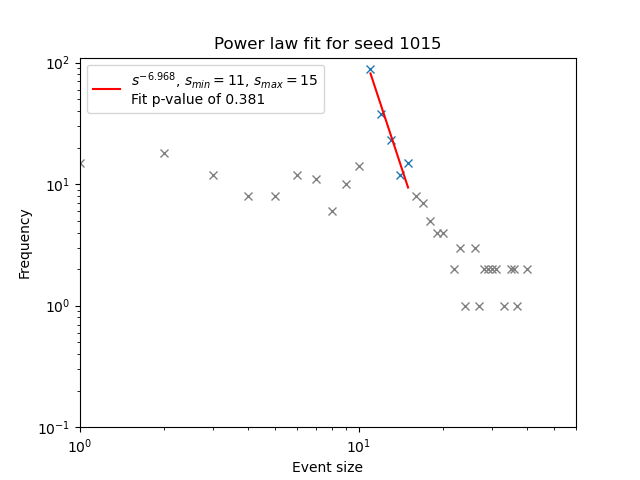 Power law fit for seed 1015
s^{-6.968}, s_{min} = 11, s_{max} = 15
Fit p-value of 0.381
10^2
10^1
10^0
10^{-1}
Frequency
10^0 10^1
Event size